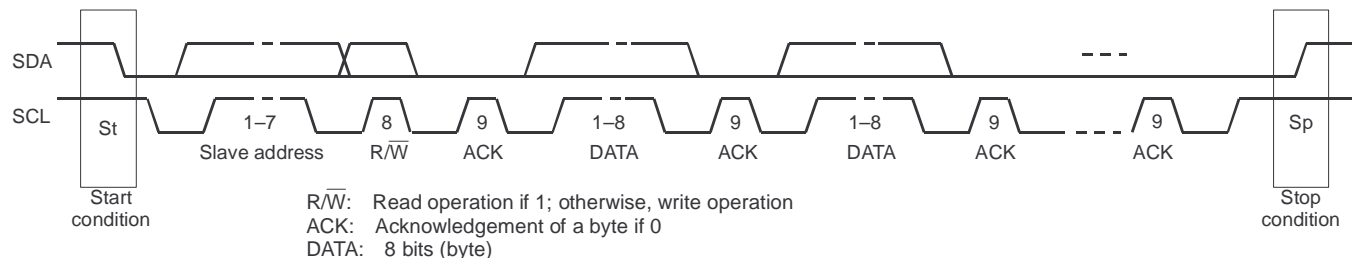 SDA
SCL
St 1–7 8 9 1–8 9 1–8 9 9 Sp
Slave address R/W̅ ACK DATA ACK DATA ACK ACK
Start
condition
Stop
condition
R/W̅: Read operation if 1; otherwise, write operation
ACK: Acknowledgement of a byte if 0
DATA: 8 bits (byte)